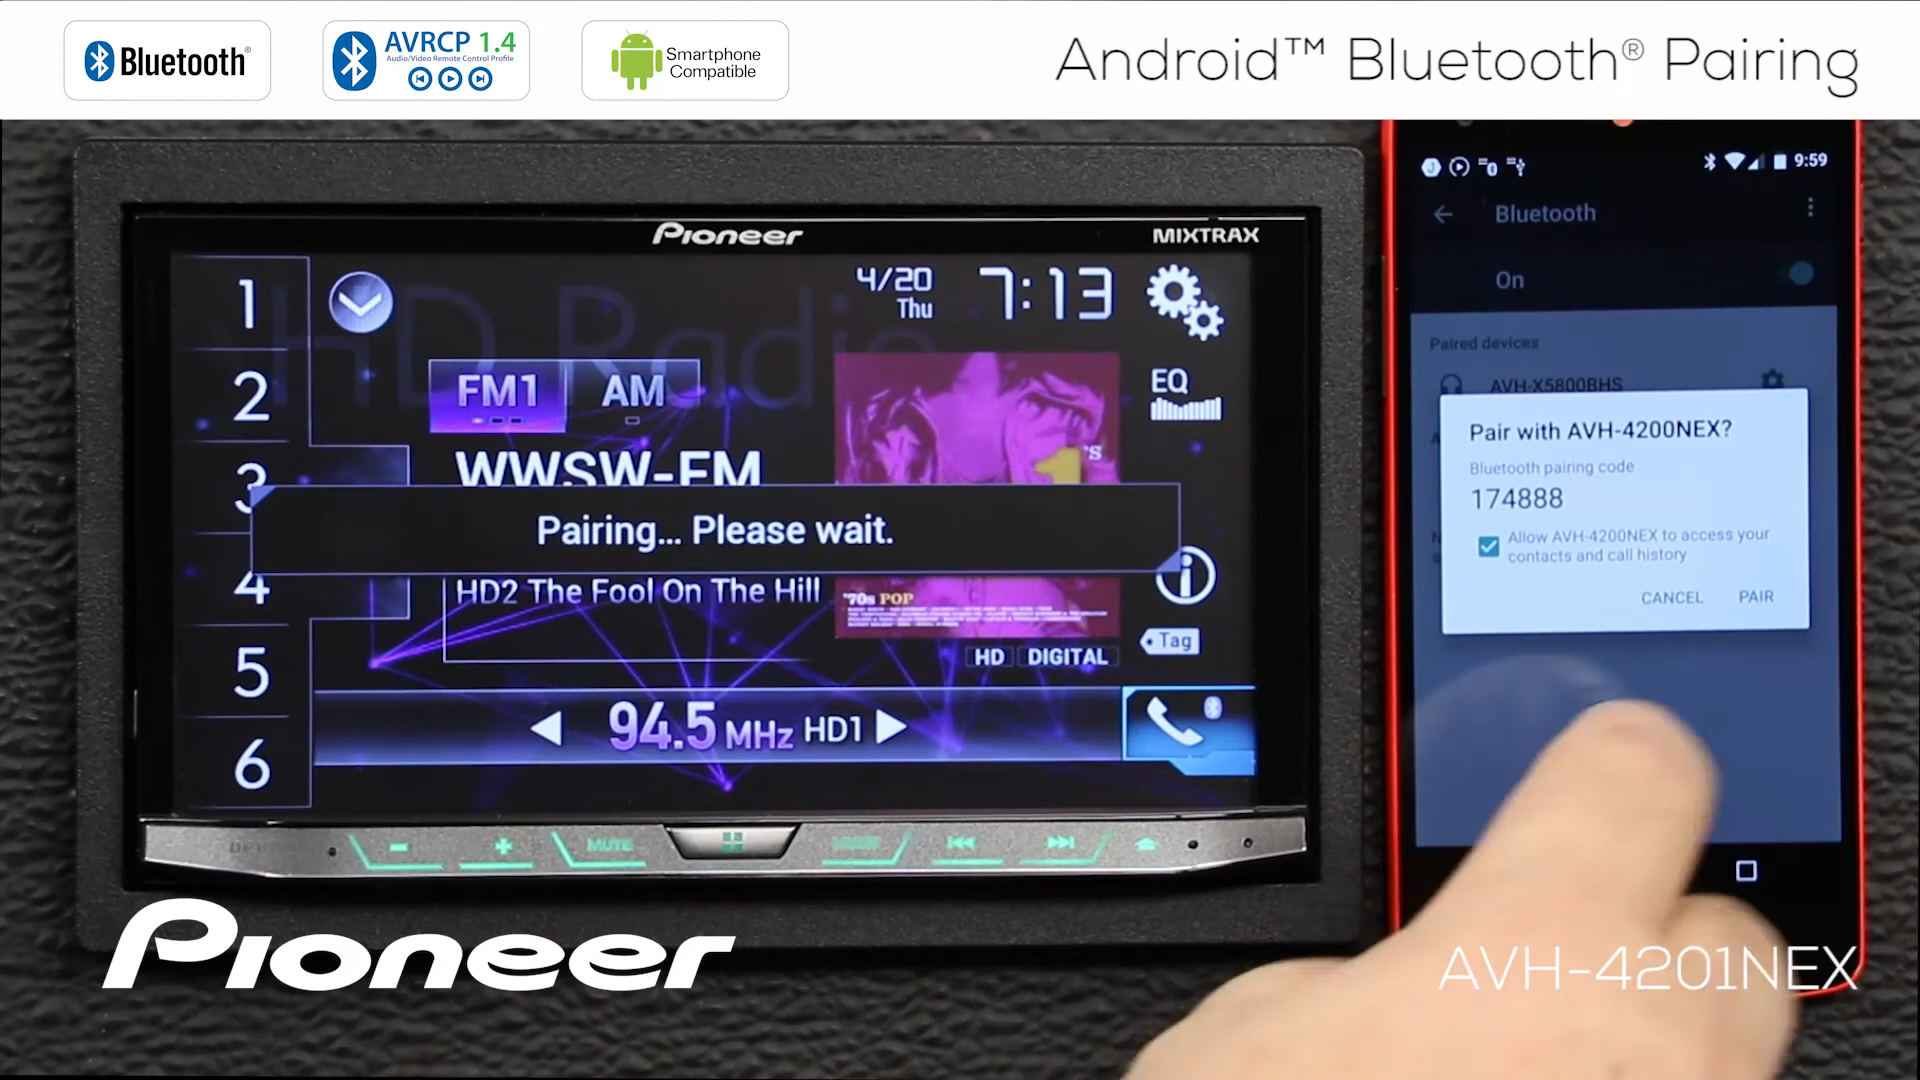 Bluetooth®
AVRCP 1.4
Audio/Video Remote Control Profile
Smartphone
Compatible
Android™ Bluetooth® Pairing
Pioneer
MIXTRAX
1
2
3
4
5
6
HD Radio
4/20
Thu
7:13
FM1
AM
EQ
WWSW-FM
1's
Pairing... Please wait.
HD2 The Fool On The Hill
'70s POP
Tag
HD DIGITAL
94.5 MHz HD1
MUTE
9:59
Bluetooth
On
Paired devices
AVH-X5800BHS
Pair with AVH-4200NEX?
Bluetooth pairing code
174888
Allow AVH-4200NEX to access your
contacts and call history
CANCEL
PAIR
Pioneer
AVH-4201NEX